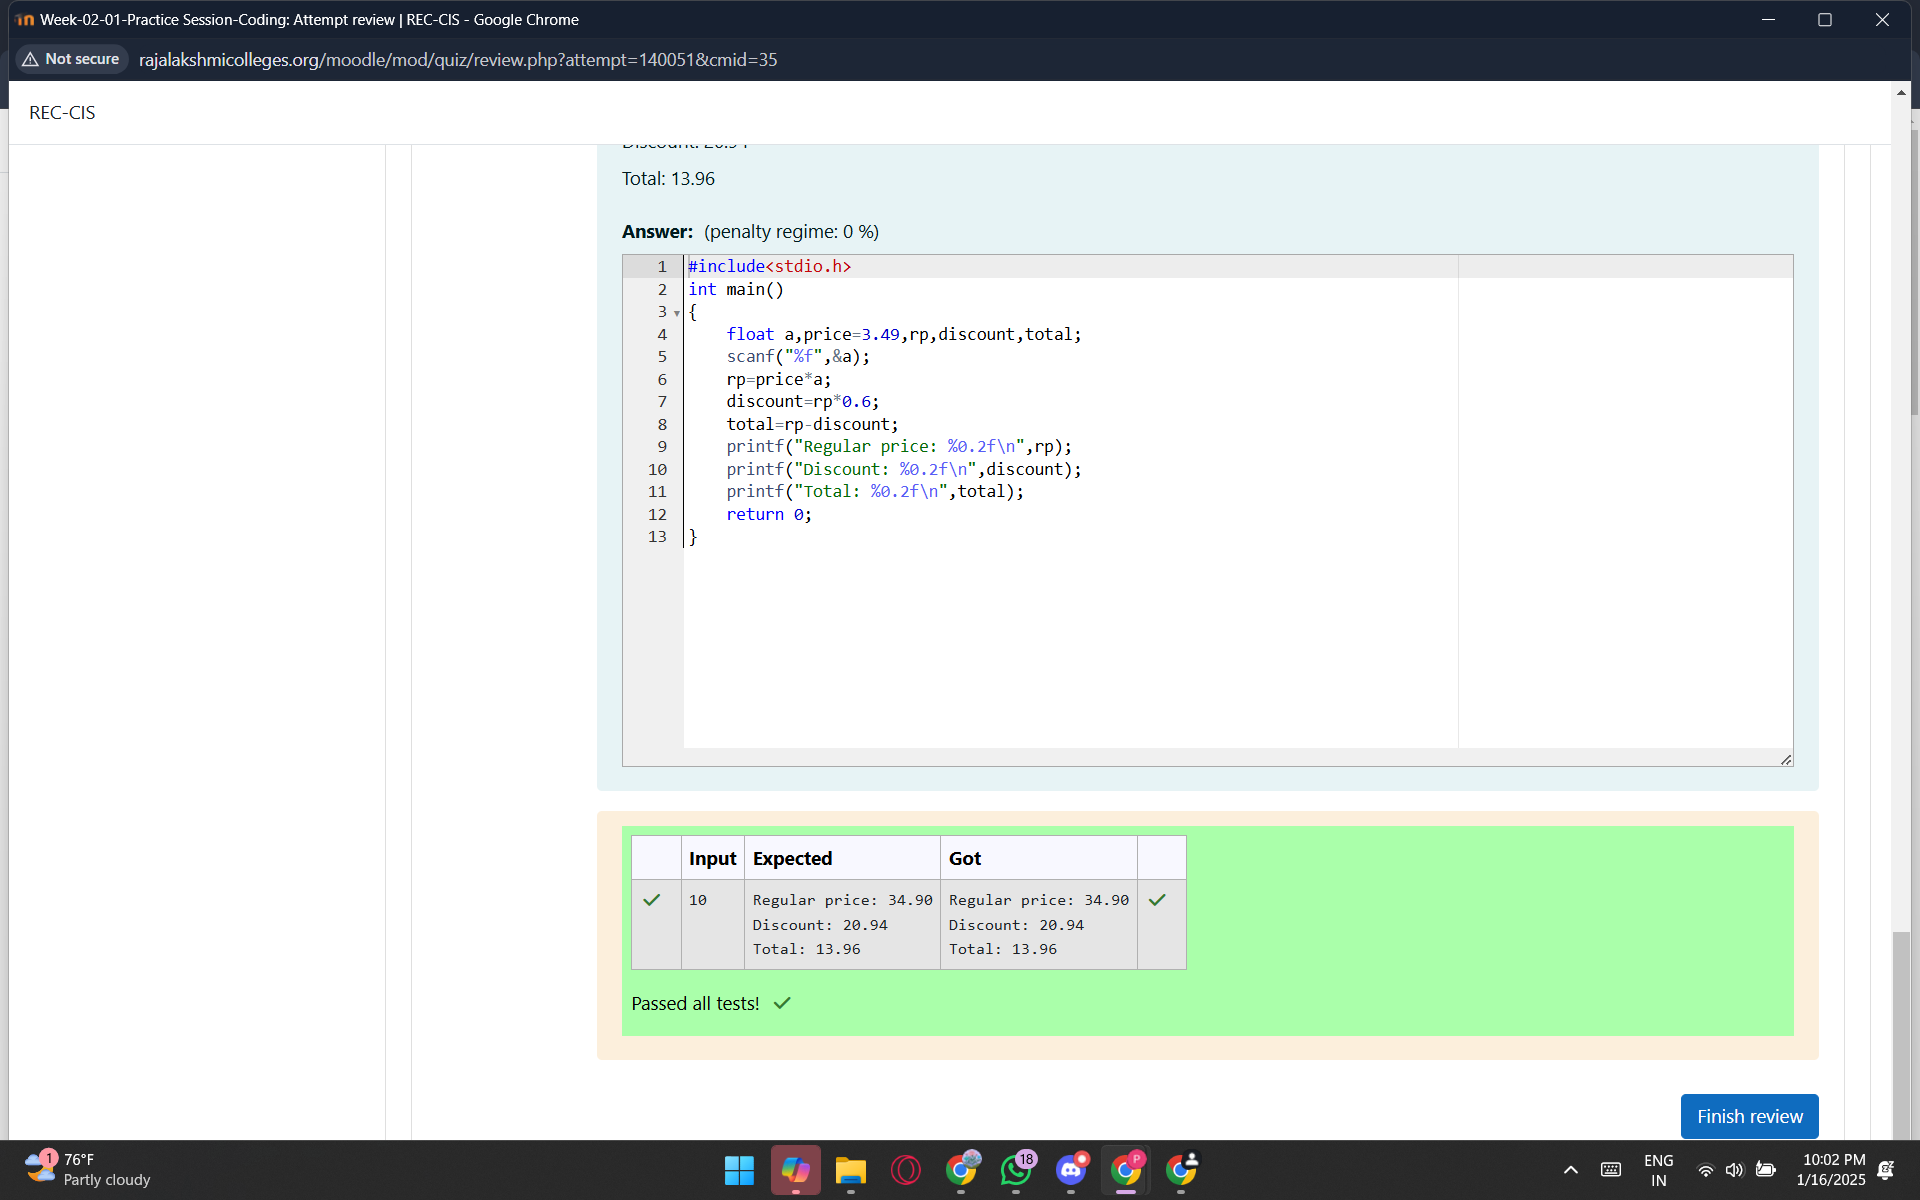 Week-02-01-Practice Session-Coding: Attempt review | REC-CIS - Google Chrome
Not secure rajalakshmicolleges.org/moodle/mod/quiz/review.php?attempt=140051&cmid=35
REC-CIS
Discount: 20.94
Total: 13.96
Answer: (penalty regime: 0 %)
1 #include<stdio.h>
2 int main()
3 {
4 float a,price=3.49,rp,discount,total;
5 scanf("%f",&a);
6 rp=price*a;
7 discount=rp*0.6;
8 total=rp-discount;
9 printf("Regular price: %0.2f\n",rp);
10 printf("Discount: %0.2f\n",discount);
11 printf("Total: %0.2f\n",total);
12 return 0;
13 }
Input Expected Got
10 Regular price: 34.90 Regular price: 34.90
Discount: 20.94 Discount: 20.94
Total: 13.96 Total: 13.96
Passed all tests!
Finish review
1 76°F
Partly cloudy
18
P
ENG
IN
10:02 PM
1/16/2025